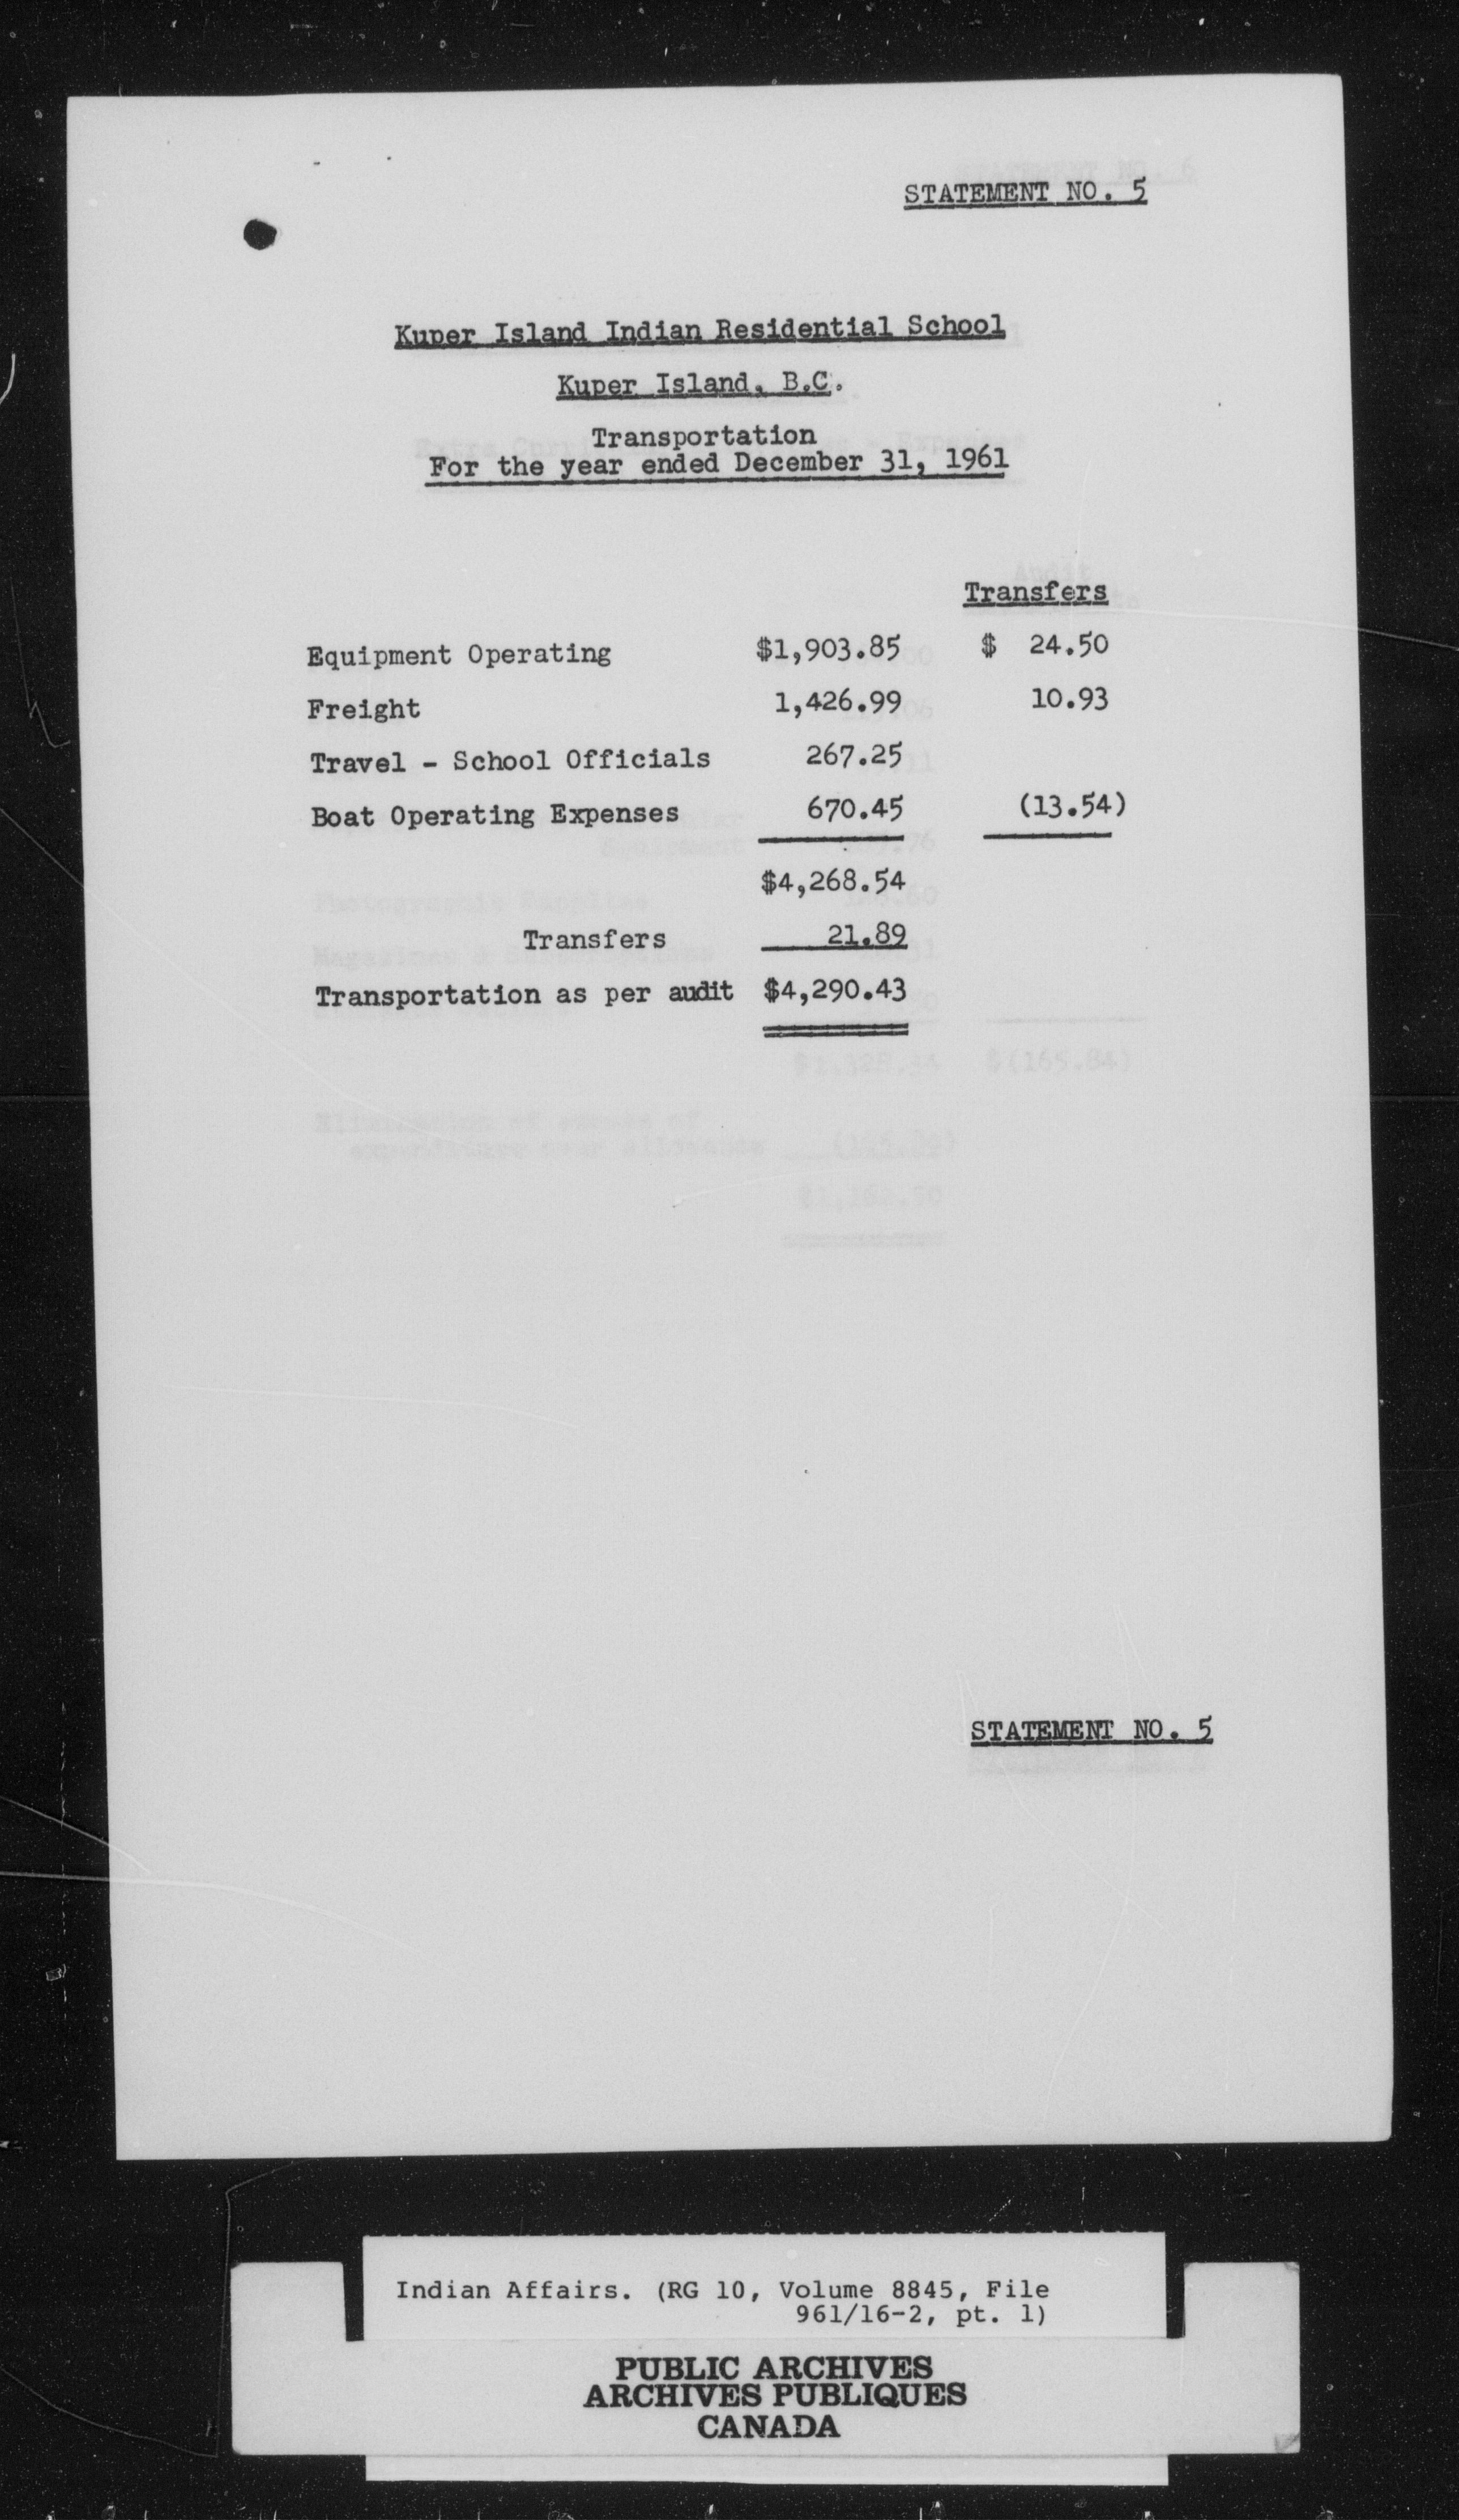 STATEMENT NO. 5
Kuper Island Indian Residential School
Kuper Island, B.C.
Transportation
For the year ended December 31, 1961
Transfers
Equipment Operating $1,903.85 $ 24.50
Freight 1,426.99 10.93
Travel - School Officials 267.25
Boat Operating Expenses 670.45 (13.54)
$4,268.54
Transfers 21.89
Transportation as per audit $4,290.43
STATEMENT NO. 5
Indian Affairs. (RG 10, Volume 8845, File
961/16-2, pt. 1)
PUBLIC ARCHIVES
ARCHIVES PUBLIQUES
CANADA